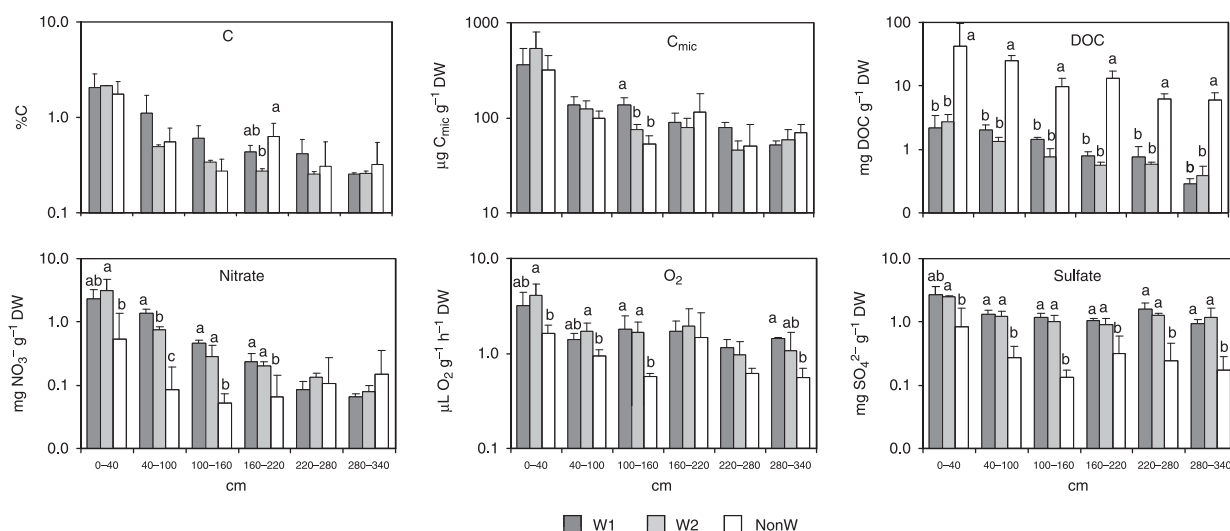 C
10.0
1.0
0.1
%C
C_mic
1000
100
10
µg C_mic g⁻¹ DW
a
b
b
ab
b
a
DOC
100
10
1
0
mg DOC g⁻¹ DW
b b a
b b a
b b a
b b a
b b a
b b a
Nitrate
10.0
1.0
0.1
0.0
mg NO₃⁻ g⁻¹ DW
ab a b
a b c
a a b
a a b
O₂
10.0
1.0
0.1
µL O₂ g⁻¹ h⁻¹ DW
ab a b
ab a b
a a b
a ab b
Sulfate
10.0
1.0
0.1
0.0
mg SO₄²⁻ g⁻¹ DW
ab a b
a a b
a a b
a a b
a a b
a a b
0–40 40–100 100–160 160–220 220–280 280–340
cm
0–40 40–100 100–160 160–220 220–280 280–340
cm
0–40 40–100 100–160 160–220 220–280 280–340
cm
W1 W2 NonW